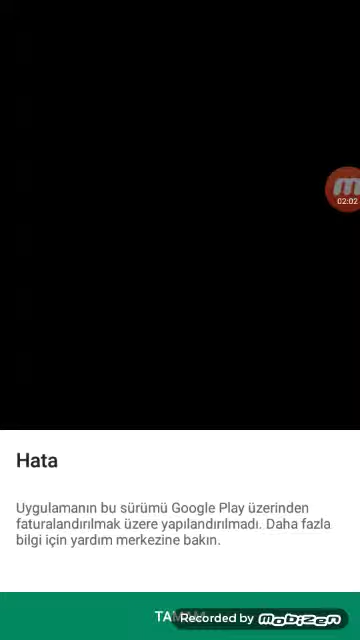 02:02
Hata
Uygulamanın bu sürümü Google Play üzerinden
faturalandırılmak üzere yapılandırılmadı. Daha fazla
bilgi için yardım merkezine bakın.
TAMAM
Recorded by mobizen